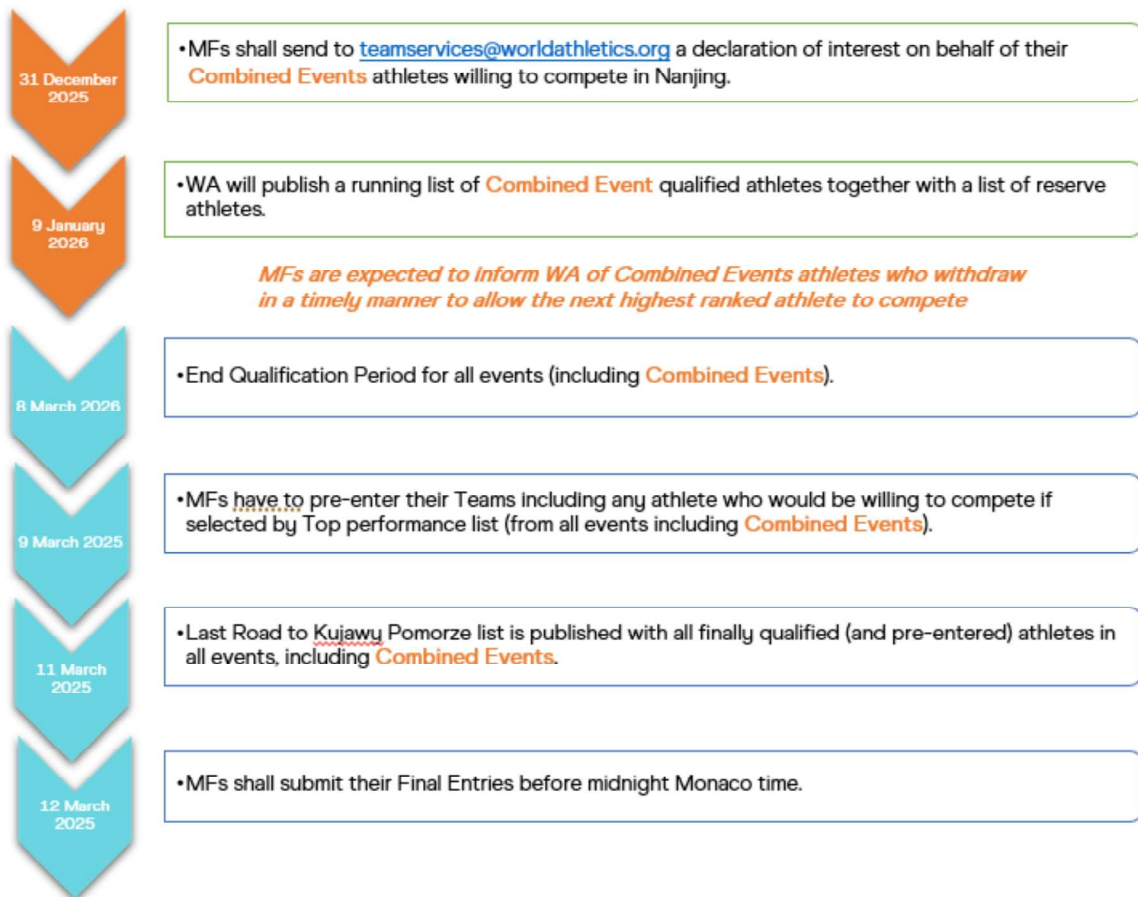 31 December
2025
•MFs shall send to teamservices@worldathletics.org a declaration of interest on behalf of their
Combined Events athletes willing to compete in Nanjing.
9 January
2026
•WA will publish a running list of Combined Event qualified athletes together with a list of reserve
athletes.
MFs are expected to inform WA of Combined Events athletes who withdraw
in a timely manner to allow the next highest ranked athlete to compete
8 March 2026
•End Qualification Period for all events (including Combined Events).
9 March 2025
•MFs have to pre-enter their Teams including any athlete who would be willing to compete if
selected by Top performance list (from all events including Combined Events).
11 March
2025
•Last Road to Kujawy Pomorze list is published with all finally qualified (and pre-entered) athletes in
all events, including Combined Events.
12 March
2025
•MFs shall submit their Final Entries before midnight Monaco time.